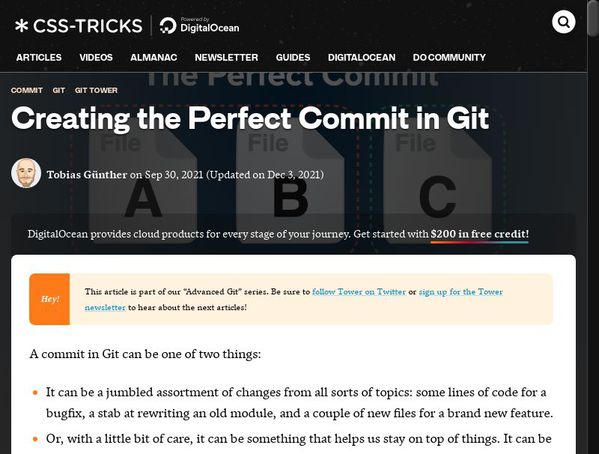 CSS-TRICKS
Powered by
DigitalOcean
ARTICLES VIDEOS ALMANAC NEWSLETTER GUIDES DIGITALOCEAN DO COMMUNITY
The Perfect Commit
COMMIT GIT GIT TOWER
Creating the Perfect Commit in Git
File File File
A B C
Tobias Günther on Sep 30, 2021 (Updated on Dec 3, 2021)
DigitalOcean provides cloud products for every stage of your journey. Get started with $200 in free credit!
Hey!
This article is part of our “Advanced Git” series. Be sure to follow Tower on Twitter or sign up for the Tower
newsletter to hear about the next articles!
A commit in Git can be one of two things:
It can be a jumbled assortment of changes from all sorts of topics: some lines of code for a
bugfix, a stab at rewriting an old module, and a couple of new files for a brand new feature.
Or, with a little bit of care, it can be something that helps us stay on top of things. It can be